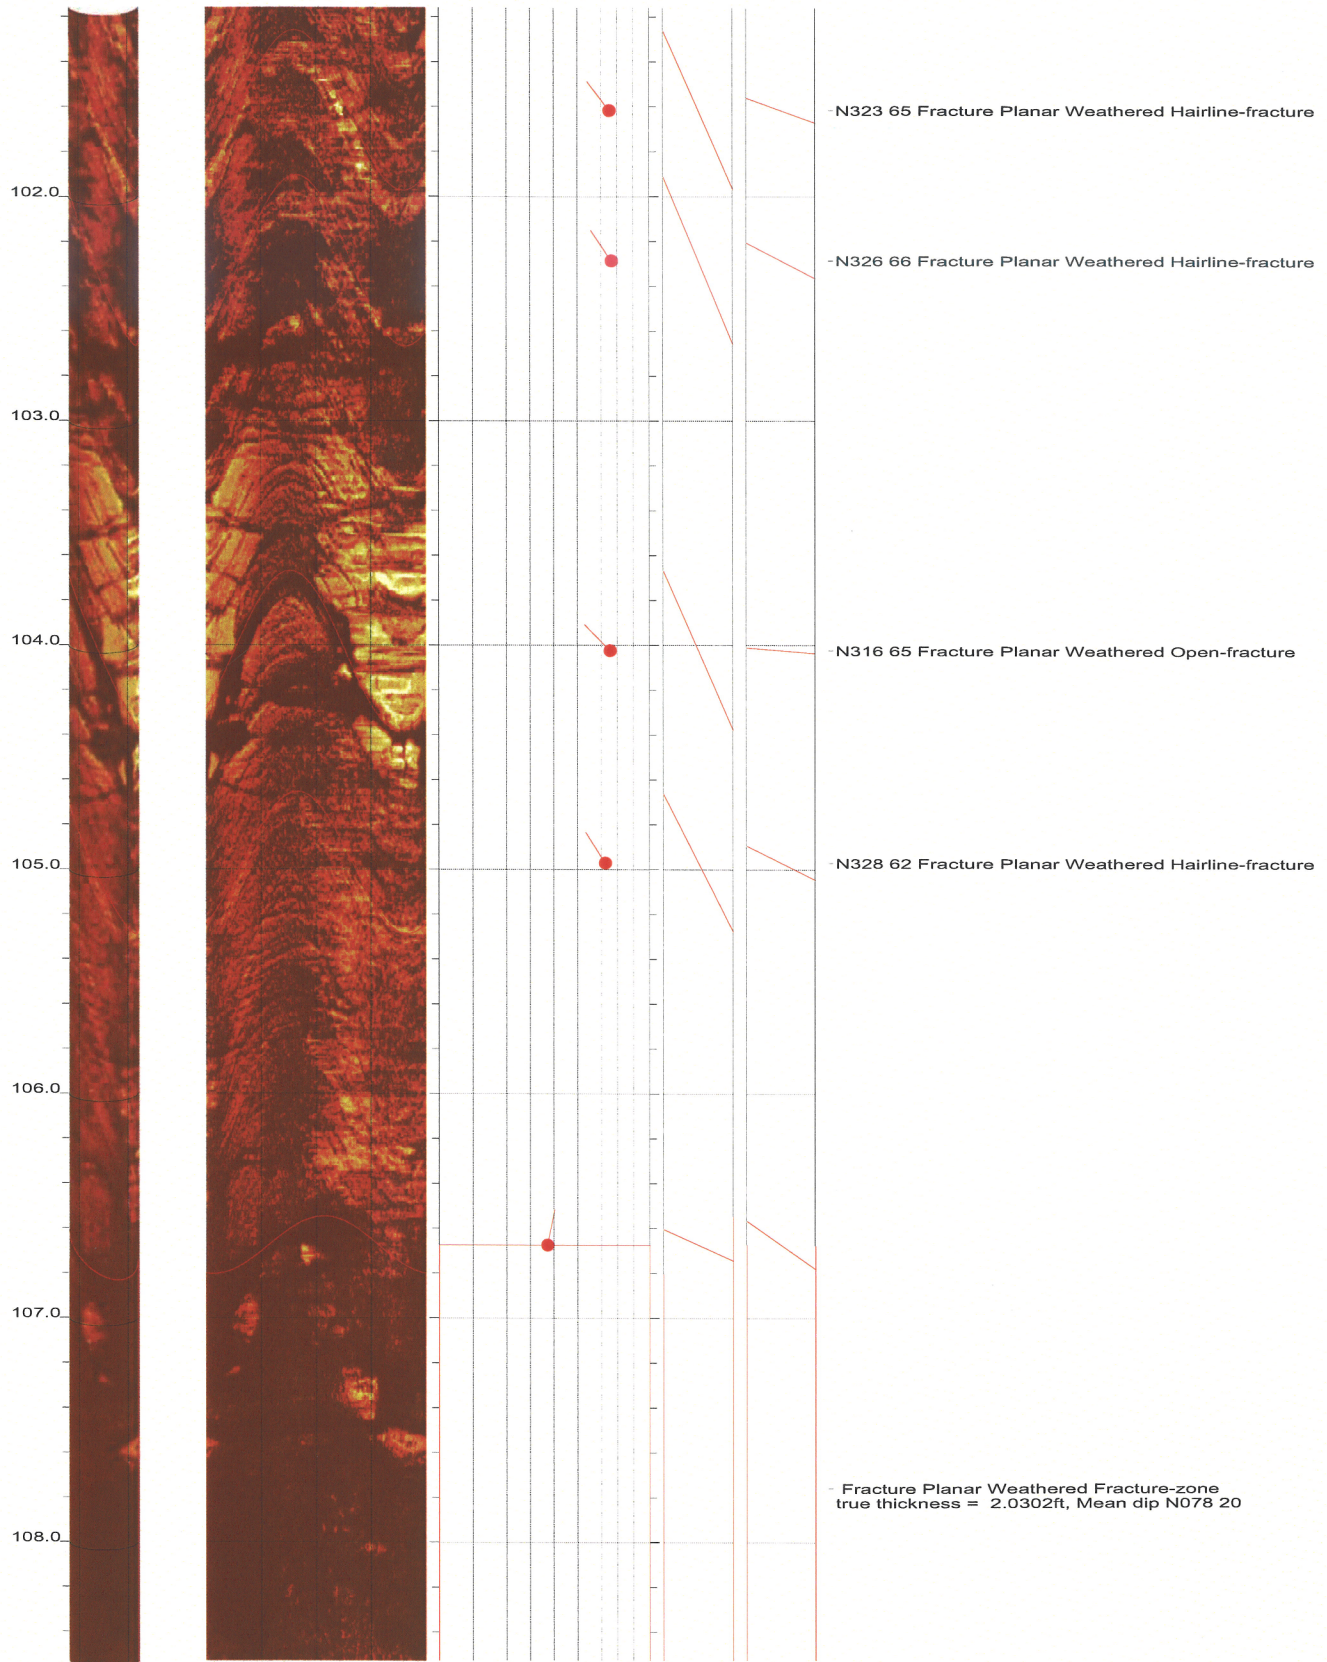 N323 65 Fracture Planar Weathered Hairline-fracture
102.0
N326 66 Fracture Planar Weathered Hairline-fracture
103.0
104.0
N316 65 Fracture Planar Weathered Open-fracture
105.0
N328 62 Fracture Planar Weathered Hairline-fracture
106.0
107.0
Fracture Planar Weathered Fracture-zone
true thickness = 2.0302ft, Mean dip N078 20
108.0